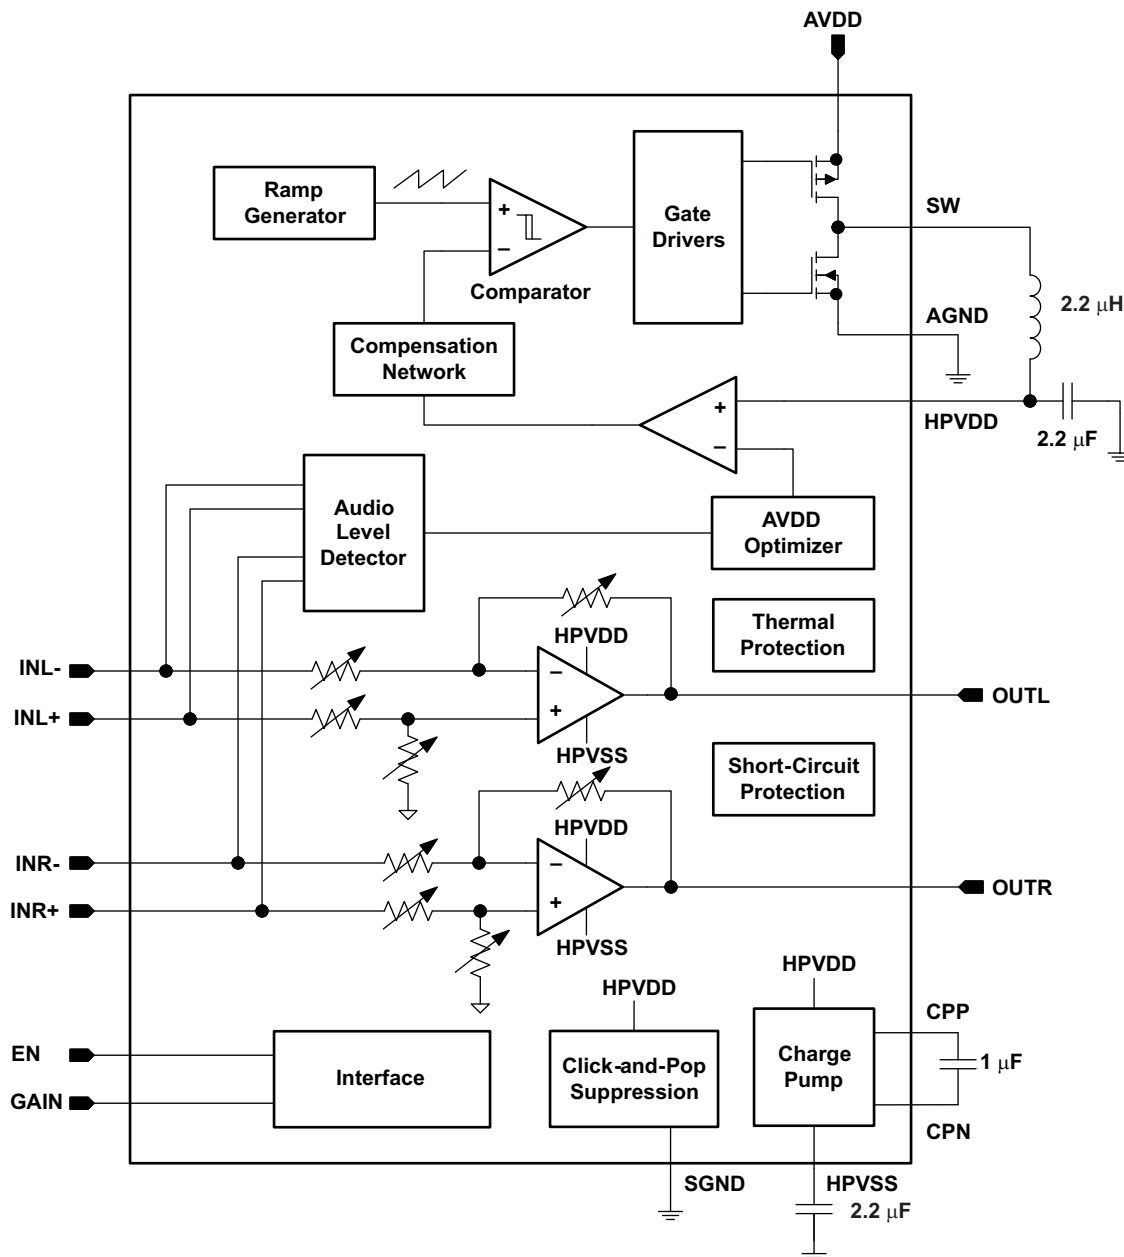 AVDD
Ramp
Generator
+
−
Comparator
Gate
Drivers
SW
2.2 μH
AGND
Compensation
Network
+
−
HPVDD
2.2 μF
Audio
Level
Detector
AVDD
Optimizer
Thermal
Protection
HPVDD
INL-
−
INL+
+
OUTL
HPVSS
Short-Circuit
Protection
HPVDD
INR-
−
INR+
+
OUTR
HPVSS
HPVDD
HPVDD
CPP
EN
GAIN
Interface
Click-and-Pop
Suppression
Charge
Pump
1 μF
CPN
SGND
HPVSS
2.2 μF